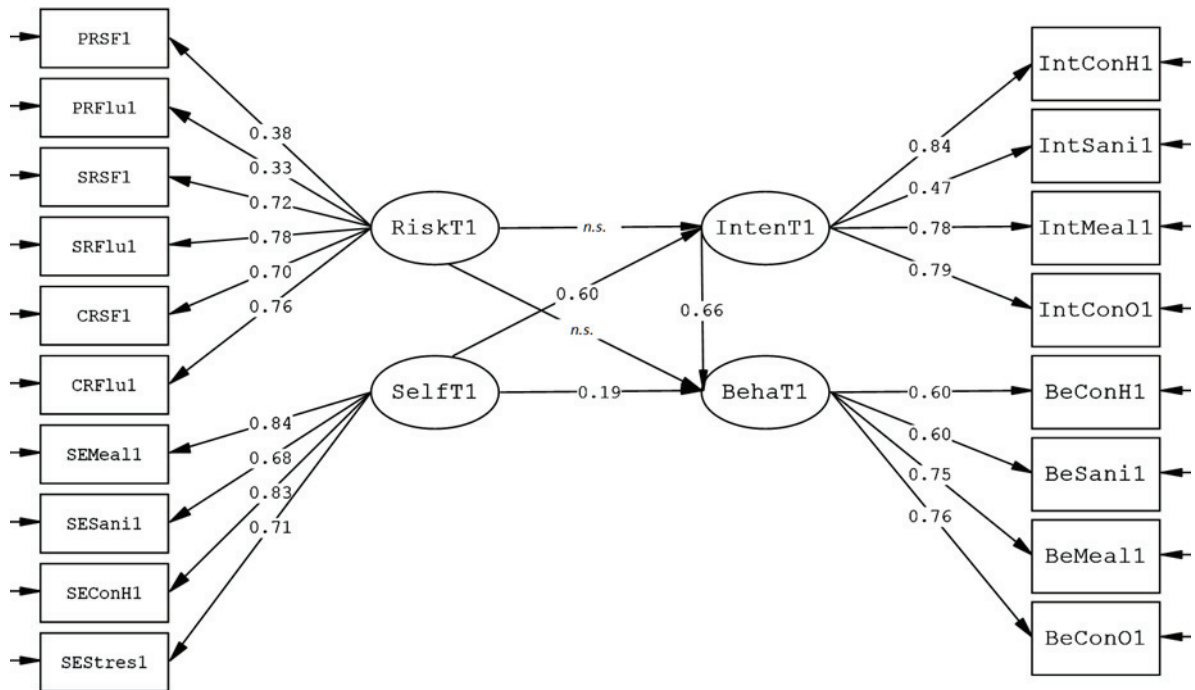 PRSF1
PRFlu1
SRSF1
SRFlu1
CRSF1
CRFlu1
SEMeal1
SESani1
SEConH1
SEStres1
0.38
0.33
0.72
0.78
0.70
0.76
0.84
0.68
0.83
0.71
RiskT1
SelfT1
n.s.
0.60
n.s.
0.66
0.19
IntenT1
BehaT1
0.84
0.47
0.78
0.79
0.60
0.60
0.75
0.76
IntConH1
IntSani1
IntMeal1
IntConO1
BeConH1
BeSani1
BeMeal1
BeConO1